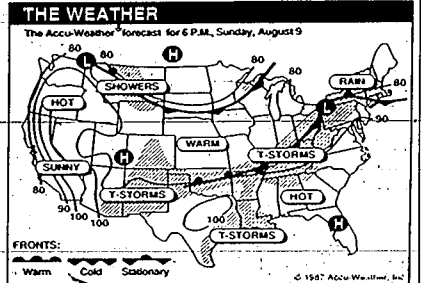 THE WEATHER
The Accu-Weather® forecast for 6 P.M., Sunday, August 9
80 L 80 H 80 80
SHOWERS
RAIN
80
HOT
L
90
WARM
H
T-STORMS
SUNNY
80
T-STORMS
HOT
90 100 100
100
H
T-STORMS
FRONTS:
Warm Cold Stationary
© 1987 Accu-Weather, Inc